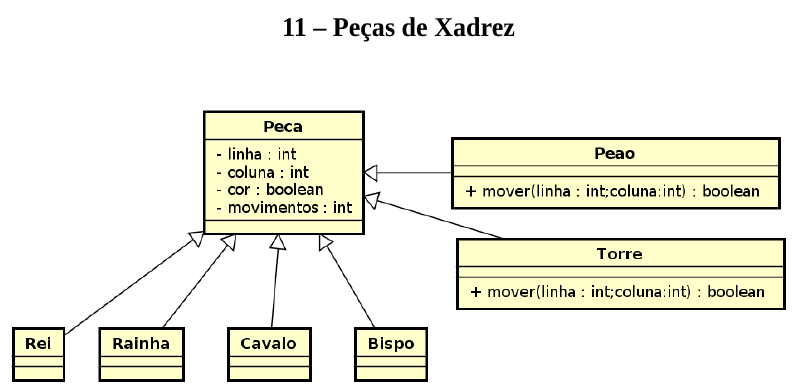 11 – Peças de Xadrez
Peca
- linha : int
- coluna : int
- cor : boolean
- movimentos : int
Peao
+ mover(linha : int;coluna:int) : boolean
Torre
+ mover(linha : int;coluna:int) : boolean
Rei
Rainha
Cavalo
Bispo